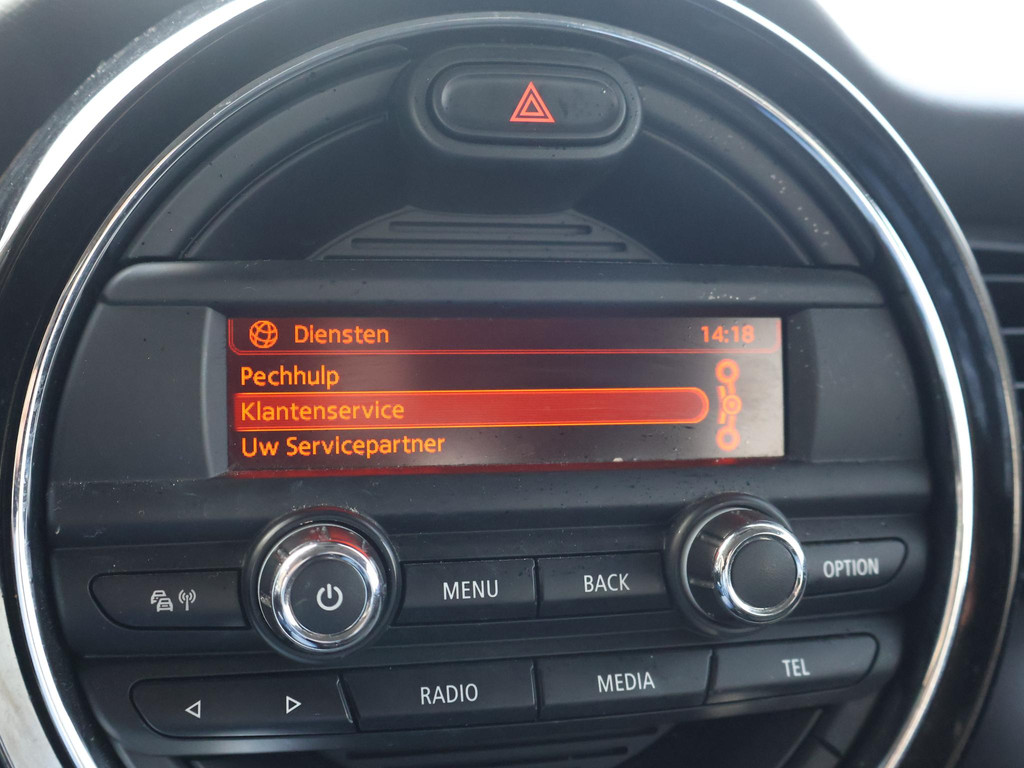 Diensten 14:18
Pechhulp
Klantenservice
Uw Servicepartner
MENU BACK OPTION
RADIO MEDIA TEL